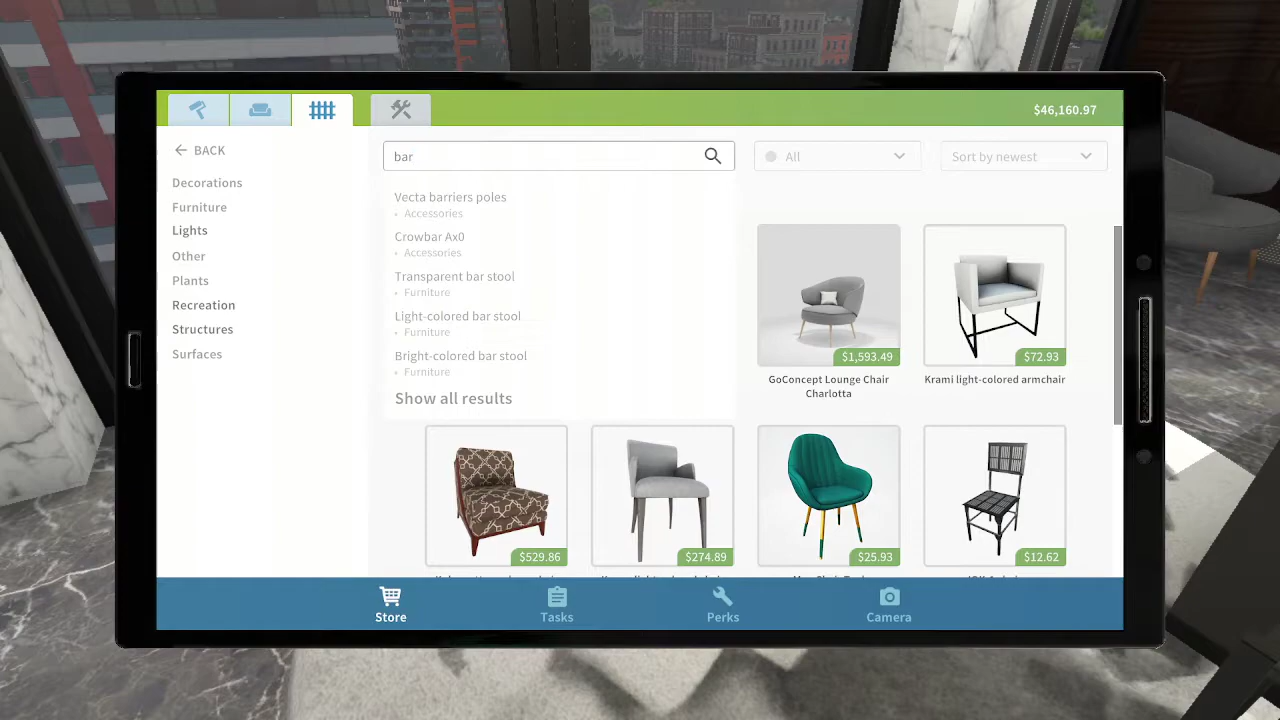 $46,160.97
BACK
bar
All
Sort by newest
Decorations
Furniture
Lights
Other
Plants
Recreation
Structures
Surfaces
Vecta barriers poles
• Accessories
Crowbar Ax0
• Accessories
Transparent bar stool
• Furniture
Light-colored bar stool
• Furniture
Bright-colored bar stool
• Furniture
Show all results
$1,593.49
$72.93
GoConcept Lounge Chair
Charlotta
Krami light-colored armchair
$529.86
$274.89
$25.93
$12.62
Store
Tasks
Perks
Camera